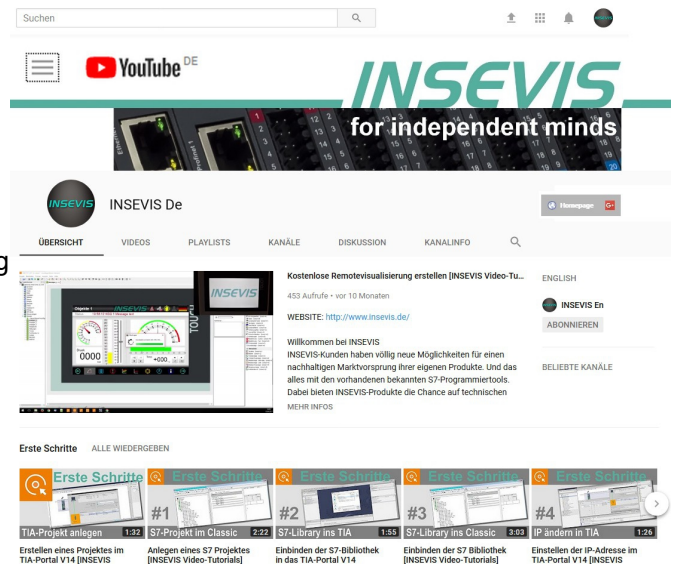 Suchen
YouTube DE
INSEVIS
for independent minds
INSEVIS
INSEVIS De
Homepage G+
ÜBERSICHT VIDEOS PLAYLISTS KANÄLE DISKUSSION KANALINFO
g
INSEVIS
Kostenlose Remotevisualisierung erstellen [INSEVIS Video-Tu...
453 Aufrufe • vor 10 Monaten
WEBSITE: http://www.insevis.de/
Willkommen bei INSEVIS
INSEVIS-Kunden haben völlig neue Möglichkeiten für einen
nachhaltigen Marktvorsprung ihrer eigenen Produkte. Und das
alles mit den vorhandenen bekannten S7-Programmiertools.
Dabei bieten INSEVIS-Produkte die Chance auf technischen
MEHR INFOS
ENGLISH
INSEVIS En
ABONNIEREN
BELIEBTE KANÄLE
Erste Schritte ALLE WIEDERGEBEN
Erste Schritte
TIA-Projekt anlegen 1:32
Erstellen eines Projektes im
TIA-Portal V14 [INSEVIS
Erste Schritte
#1
S7-Projekt im Classic 2:22
Anlegen eines S7 Projektes
[INSEVIS Video-Tutorials]
Erste Schritte
#2
S7-Library ins TIA 1:55
Einbinden der S7-Bibliothek
in das TIA-Portal V14
Erste Schritte
#3
S7-Library ins Classic 3:03
Einbinden der S7 Bibliothek
[INSEVIS Video-Tutorials]
Erste Schritte
#4
IP ändern in TIA 1:26
Einstellen der IP-Adresse im
TIA-Portal V14 [INSEVIS